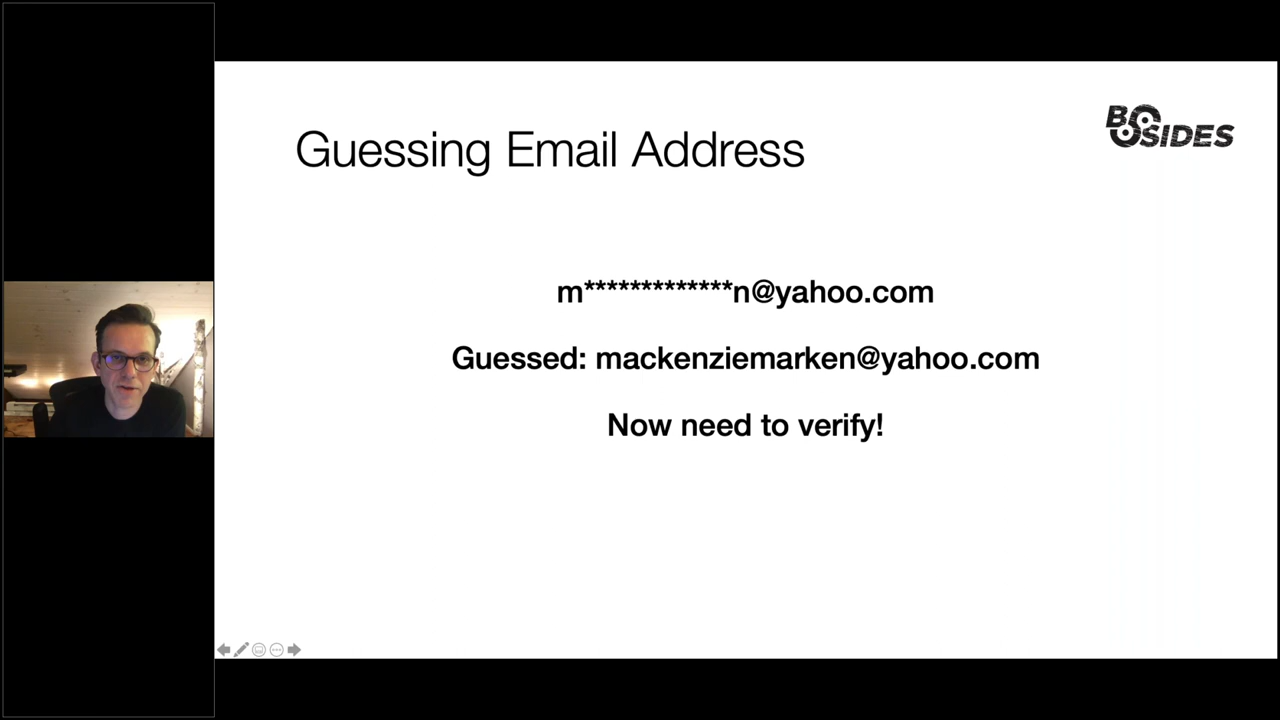 Guessing Email Address
BSIDES
m*************n@yahoo.com
Guessed: mackenziemarken@yahoo.com
Now need to verify!